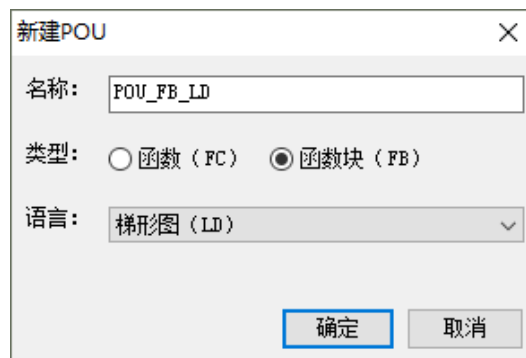 新建POU
名称: POU_FB_LD
类型: 函数（FC） 函数块（FB）
语言: 梯形图（LD）
确定 取消